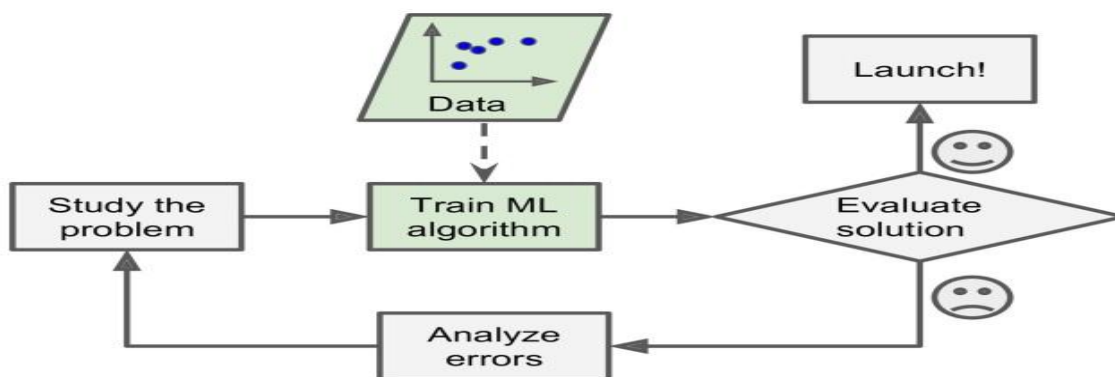 Data
Launch!
Study the
problem
Train ML
algorithm
Evaluate
solution
Analyze
errors